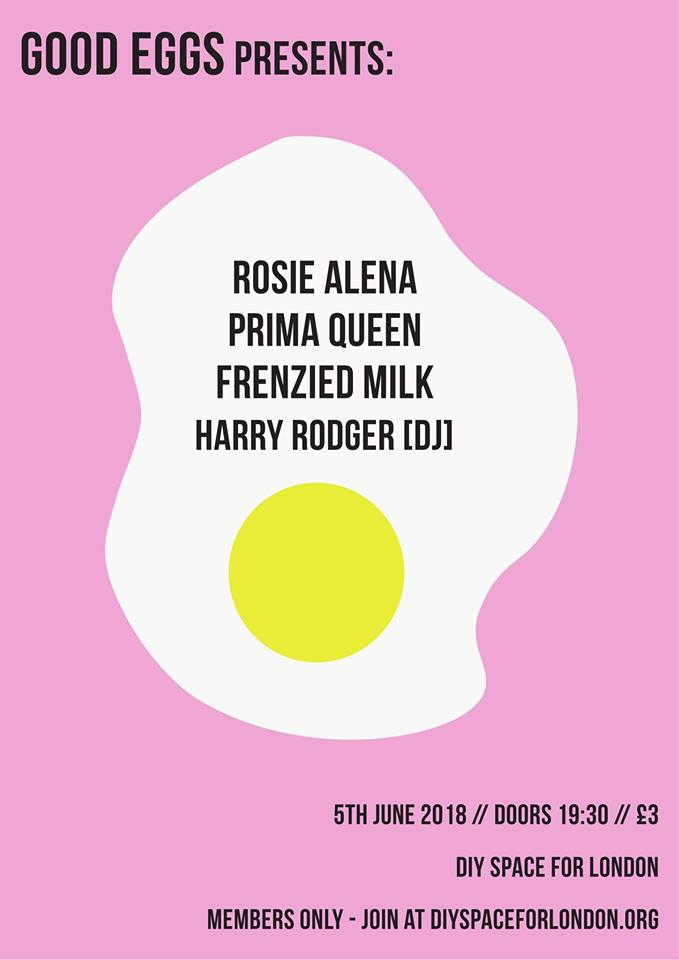 GOOD EGGS PRESENTS:
ROSIE ALENA
PRIMA QUEEN
FRENZIED MILK
HARRY RODGER [DJ]
5TH JUNE 2018 // DOORS 19:30 // £3
DIY SPACE FOR LONDON
MEMBERS ONLY - JOIN AT DIYSPACEFORLONDON.ORG